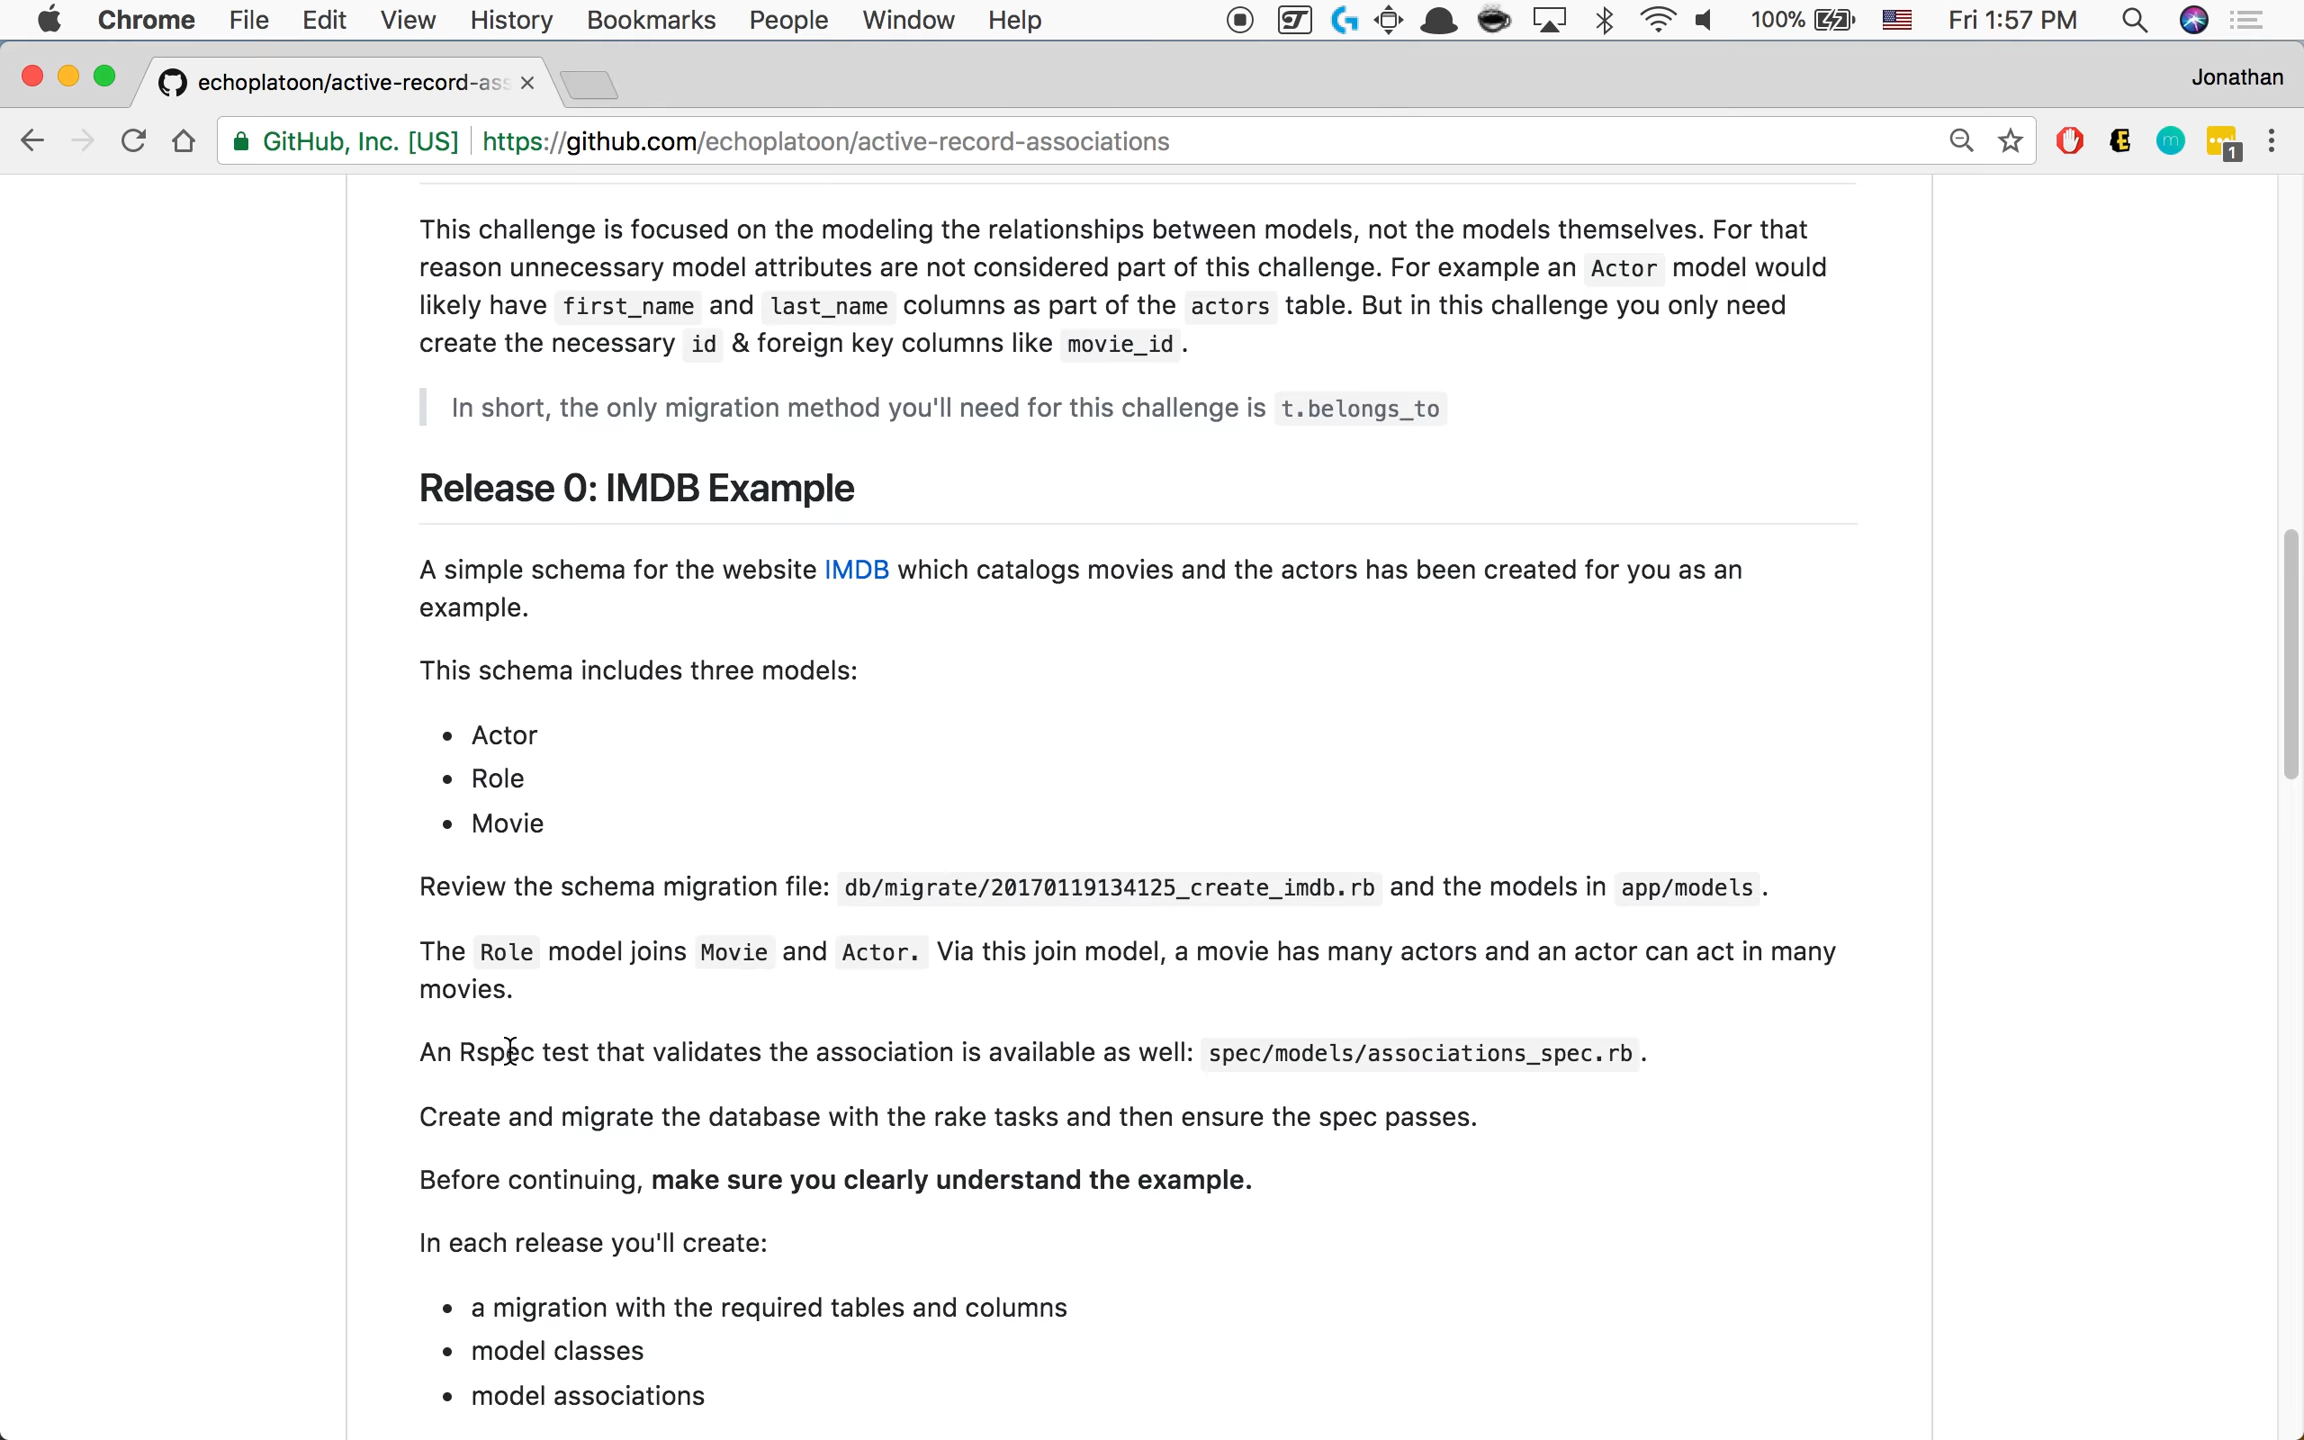 Chrome File Edit View History Bookmarks People Window Help 100% Fri 1:57 PM
echoplatoon/active-record-ass Jonathan
GitHub, Inc. [US] https://github.com/echoplatoon/active-record-associations 1
This challenge is focused on the modeling the relationships between models, not the models themselves. For that
reason unnecessary model attributes are not considered part of this challenge. For example an Actor model would
likely have first_name and last_name columns as part of the actors table. But in this challenge you only need
create the necessary id & foreign key columns like movie_id.
In short, the only migration method you'll need for this challenge is t.belongs_to
Release 0: IMDB Example
A simple schema for the website IMDB which catalogs movies and the actors has been created for you as an
example.
This schema includes three models:
• Actor
• Role
• Movie
Review the schema migration file: db/migrate/20170119134125_create_imdb.rb and the models in app/models.
The Role model joins Movie and Actor. Via this join model, a movie has many actors and an actor can act in many
movies.
An Rspec test that validates the association is available as well: spec/models/associations_spec.rb.
Create and migrate the database with the rake tasks and then ensure the spec passes.
Before continuing, make sure you clearly understand the example.
In each release you'll create:
• a migration with the required tables and columns
• model classes
• model associations